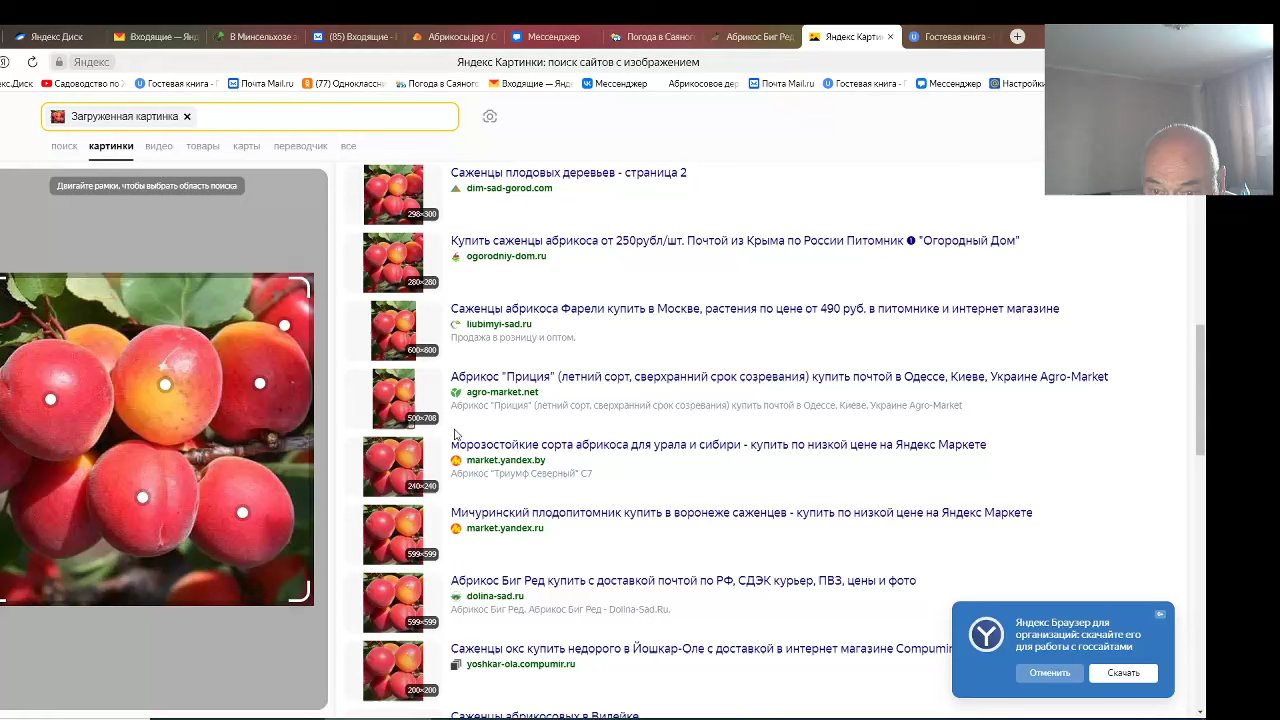 Яндекс Диск
Входящие — Янд
В Минсельхозе
(85) Входящие -
Абрикосы.jpg / С
Мессенджер
Погода в Саяног
Абрикос Биг Ред
Яндекс Картин
Гостевая книга -
Яндекс
Яндекс Картинки: поиск сайтов с изображением
с.Диск
Садоводство по Х
Гостевая книга - Г
Почта Mail.ru
(77) Одноклассни
Погода в Саяного
Входящие — Янд
Мессенджер
Абрикосовое дер
Почта Mail.ru
Гостевая книга - Г
Мессенджер
Настройки
Загруженная картинка
поиск
картинки
видео
товары
карты
переводчик
все
Двигайте рамки, чтобы выбрать область поиска
Саженцы плодовых деревьев - страница 2
dim-sad-gorod.com
298×300
Купить саженцы абрикоса от 250рубл/шт. Почтой из Крыма по России Питомник ❶ "Огородный Дом"
ogorodniy-dom.ru
280×280
Саженцы абрикоса Фарели купить в Москве, растения по цене от 490 руб. в питомнике и интернет магазине
liubimyi-sad.ru
Продажа в розницу и оптом.
600×800
Абрикос "Приция" (летний сорт, сверхранний срок созревания) купить почтой в Одессе, Киеве, Украине Agro-Market
agro-market.net
Абрикос "Приция" (летний сорт, сверхранний срок созревания) купить почтой в Одессе, Киеве, Украине Agro-Market
500×706
морозостойкие сорта абрикоса для урала и сибири - купить по низкой цене на Яндекс Маркете
market.yandex.by
Абрикос "Триумф Северный" С7
240×240
Мичуринский плодопитомник купить в воронеже саженцев - купить по низкой цене на Яндекс Маркете
market.yandex.ru
599×599
Абрикос Биг Ред купить с доставкой почтой по РФ, СДЭК курьер, ПВЗ, цены и фото
dolina-sad.ru
Абрикос Биг Ред. Абрикос Биг Ред - Dolina-Sad.Ru.
599×599
Саженцы окс купить недорого в Йошкар-Оле с доставкой в интернет магазине Compumir
yoshkar-ola.compumir.ru
200×200
Саженцы абрикосовых в Вилейке
Яндекс Браузер для
организаций: скачайте его
для работы с госсайтами
0+
Отменить
Скачать